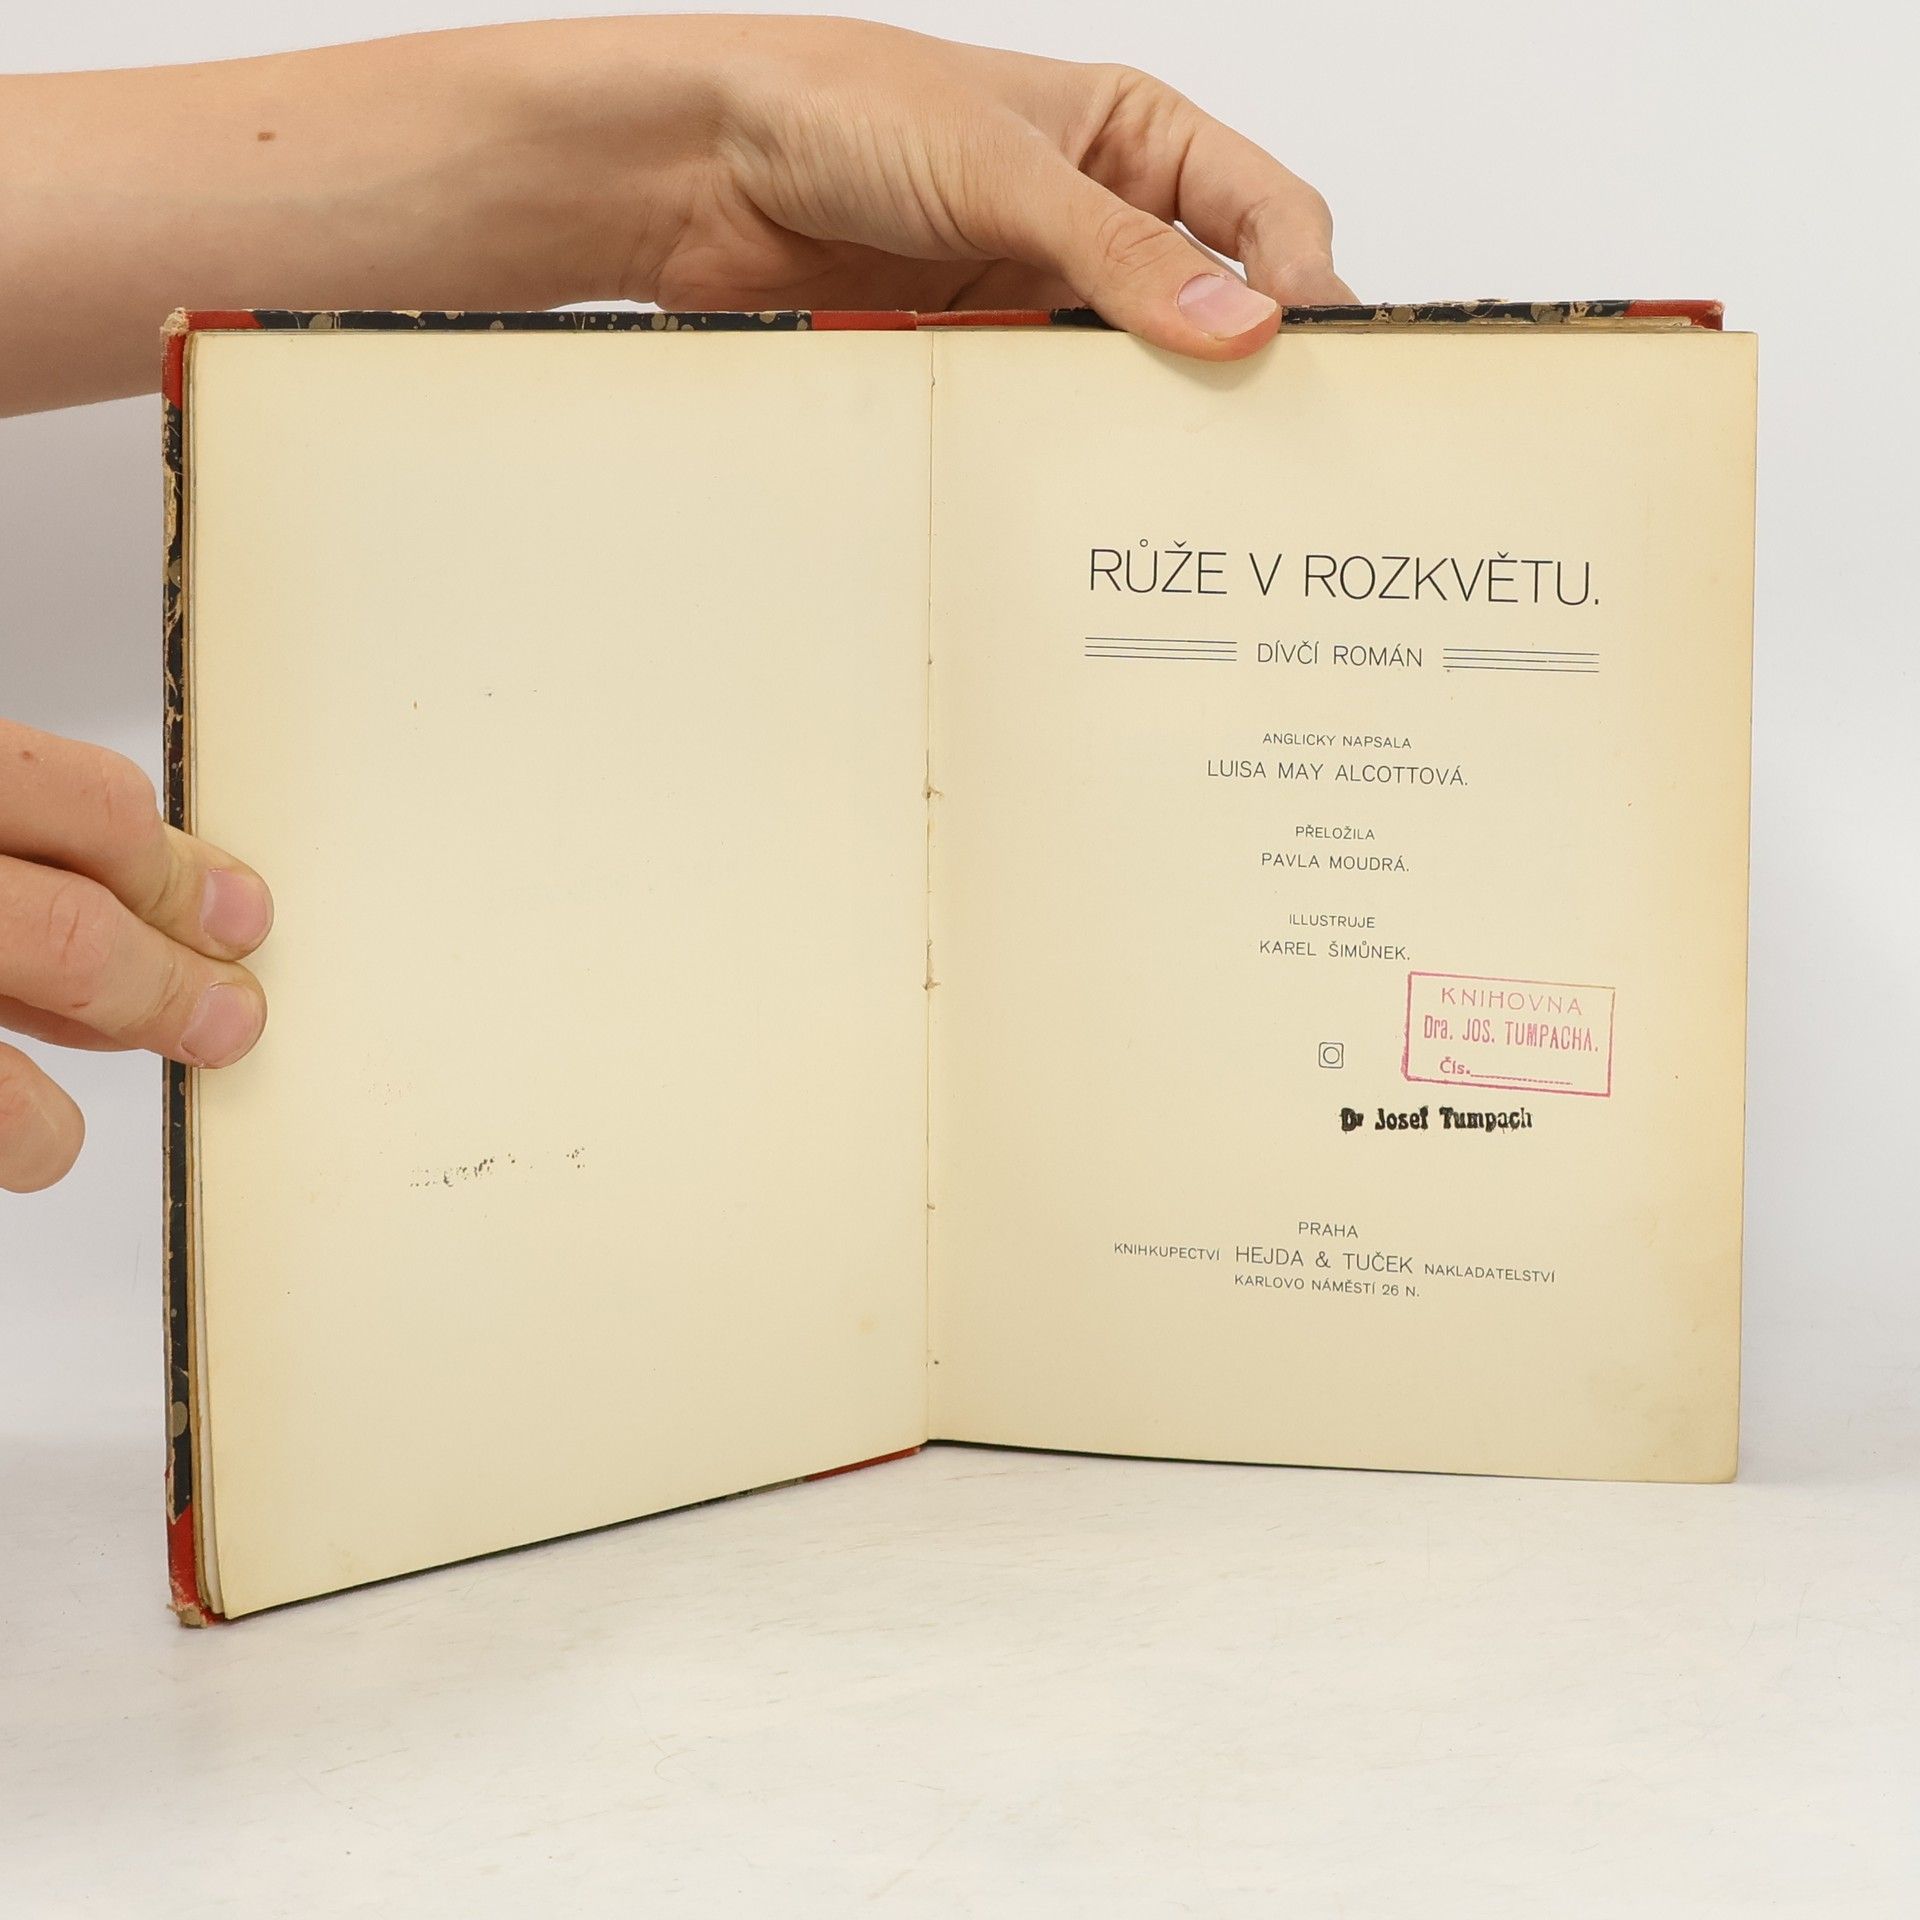 RŮŽE V ROZKVĚTU.
DÍVČÍ ROMÁN
ANGLICKY NAPSALA
LUISA MAY ALCOTTOVÁ.
PŘELOŽILA
PAVLA MOUDRÁ.
ILLUSTRUJE
KAREL ŠIMŮNEK.
KNIHOVNA
Dra. JOS. TUMPACHA.
Čís.
Dr Josef Tumpach
PRAHA
KNIHKUPECTVÍ HEJDA & TUČEK NAKLADATELSTVÍ
KARLOVO NÁMĚSTÍ 26 N.